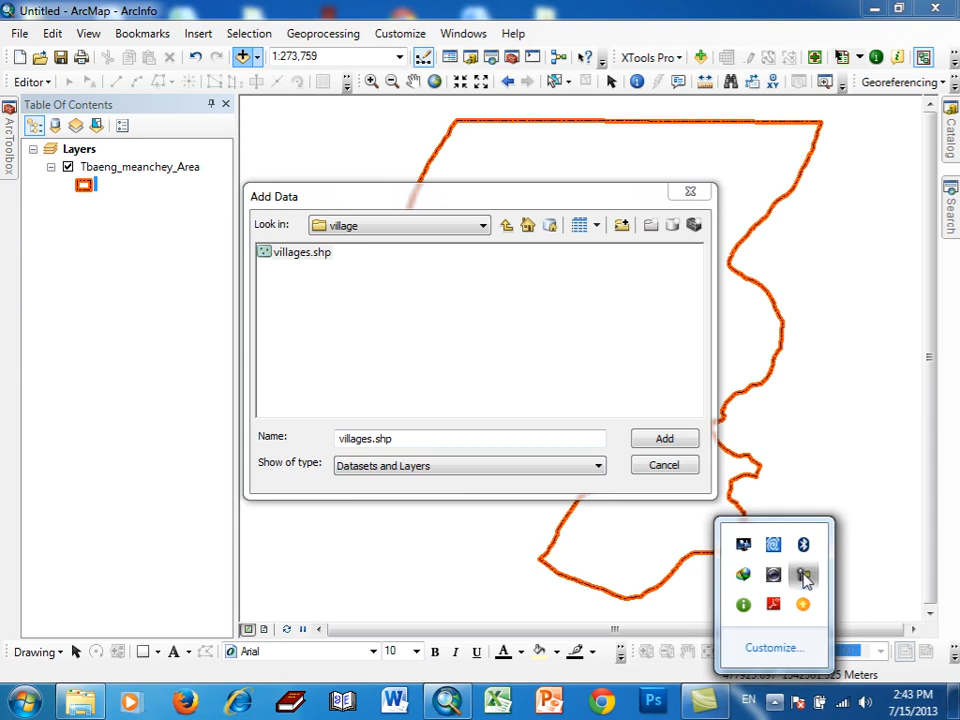 Untitled - ArcMap - ArcInfo
File Edit View Bookmarks Insert Selection Geoprocessing Customize Windows Help
1:273,759 XTools Pro
Editor Georeferencing
Table Of Contents
Layers
Tbaeng_meanchey_Area
ArcToolbox
Catalog
Search
Add Data
Look in: village
villages.shp
Name: villages.shp Add
Show of type: Datasets and Layers Cancel
Customize...
Drawing A Arial 10 B I U A
Meters
EN 2:43 PM
7/15/2013